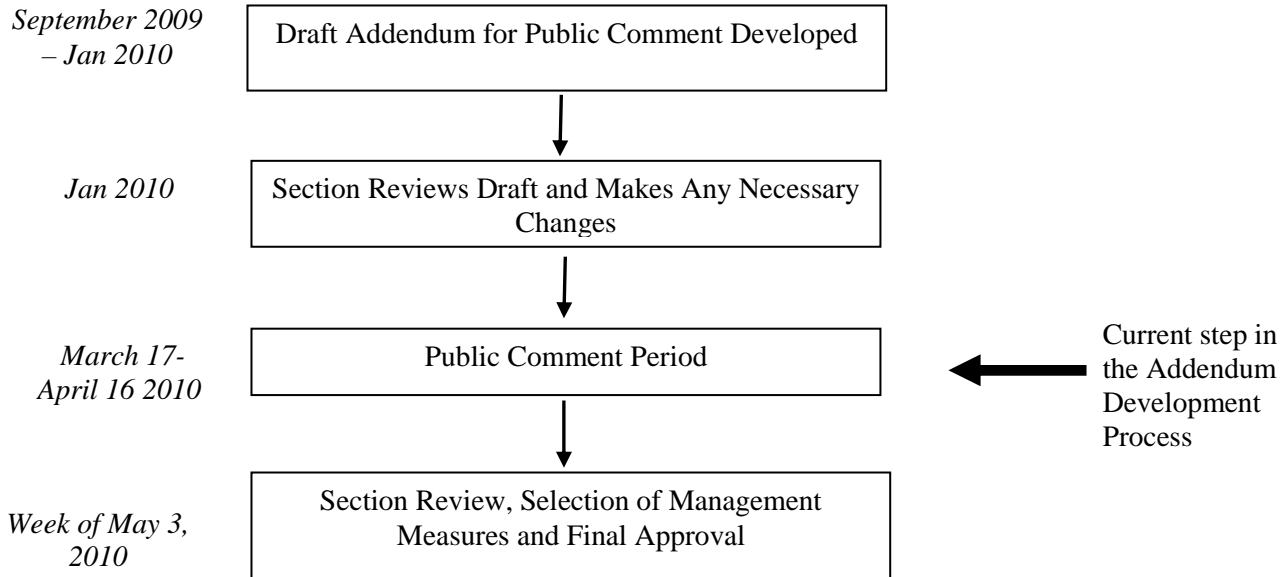 September 2009
– Jan 2010
Draft Addendum for Public Comment Developed
Jan 2010
Section Reviews Draft and Makes Any Necessary
Changes
March 17-
April 16 2010
Public Comment Period
Current step in
the Addendum
Development
Process
Week of May 3,
2010
Section Review, Selection of Management
Measures and Final Approval